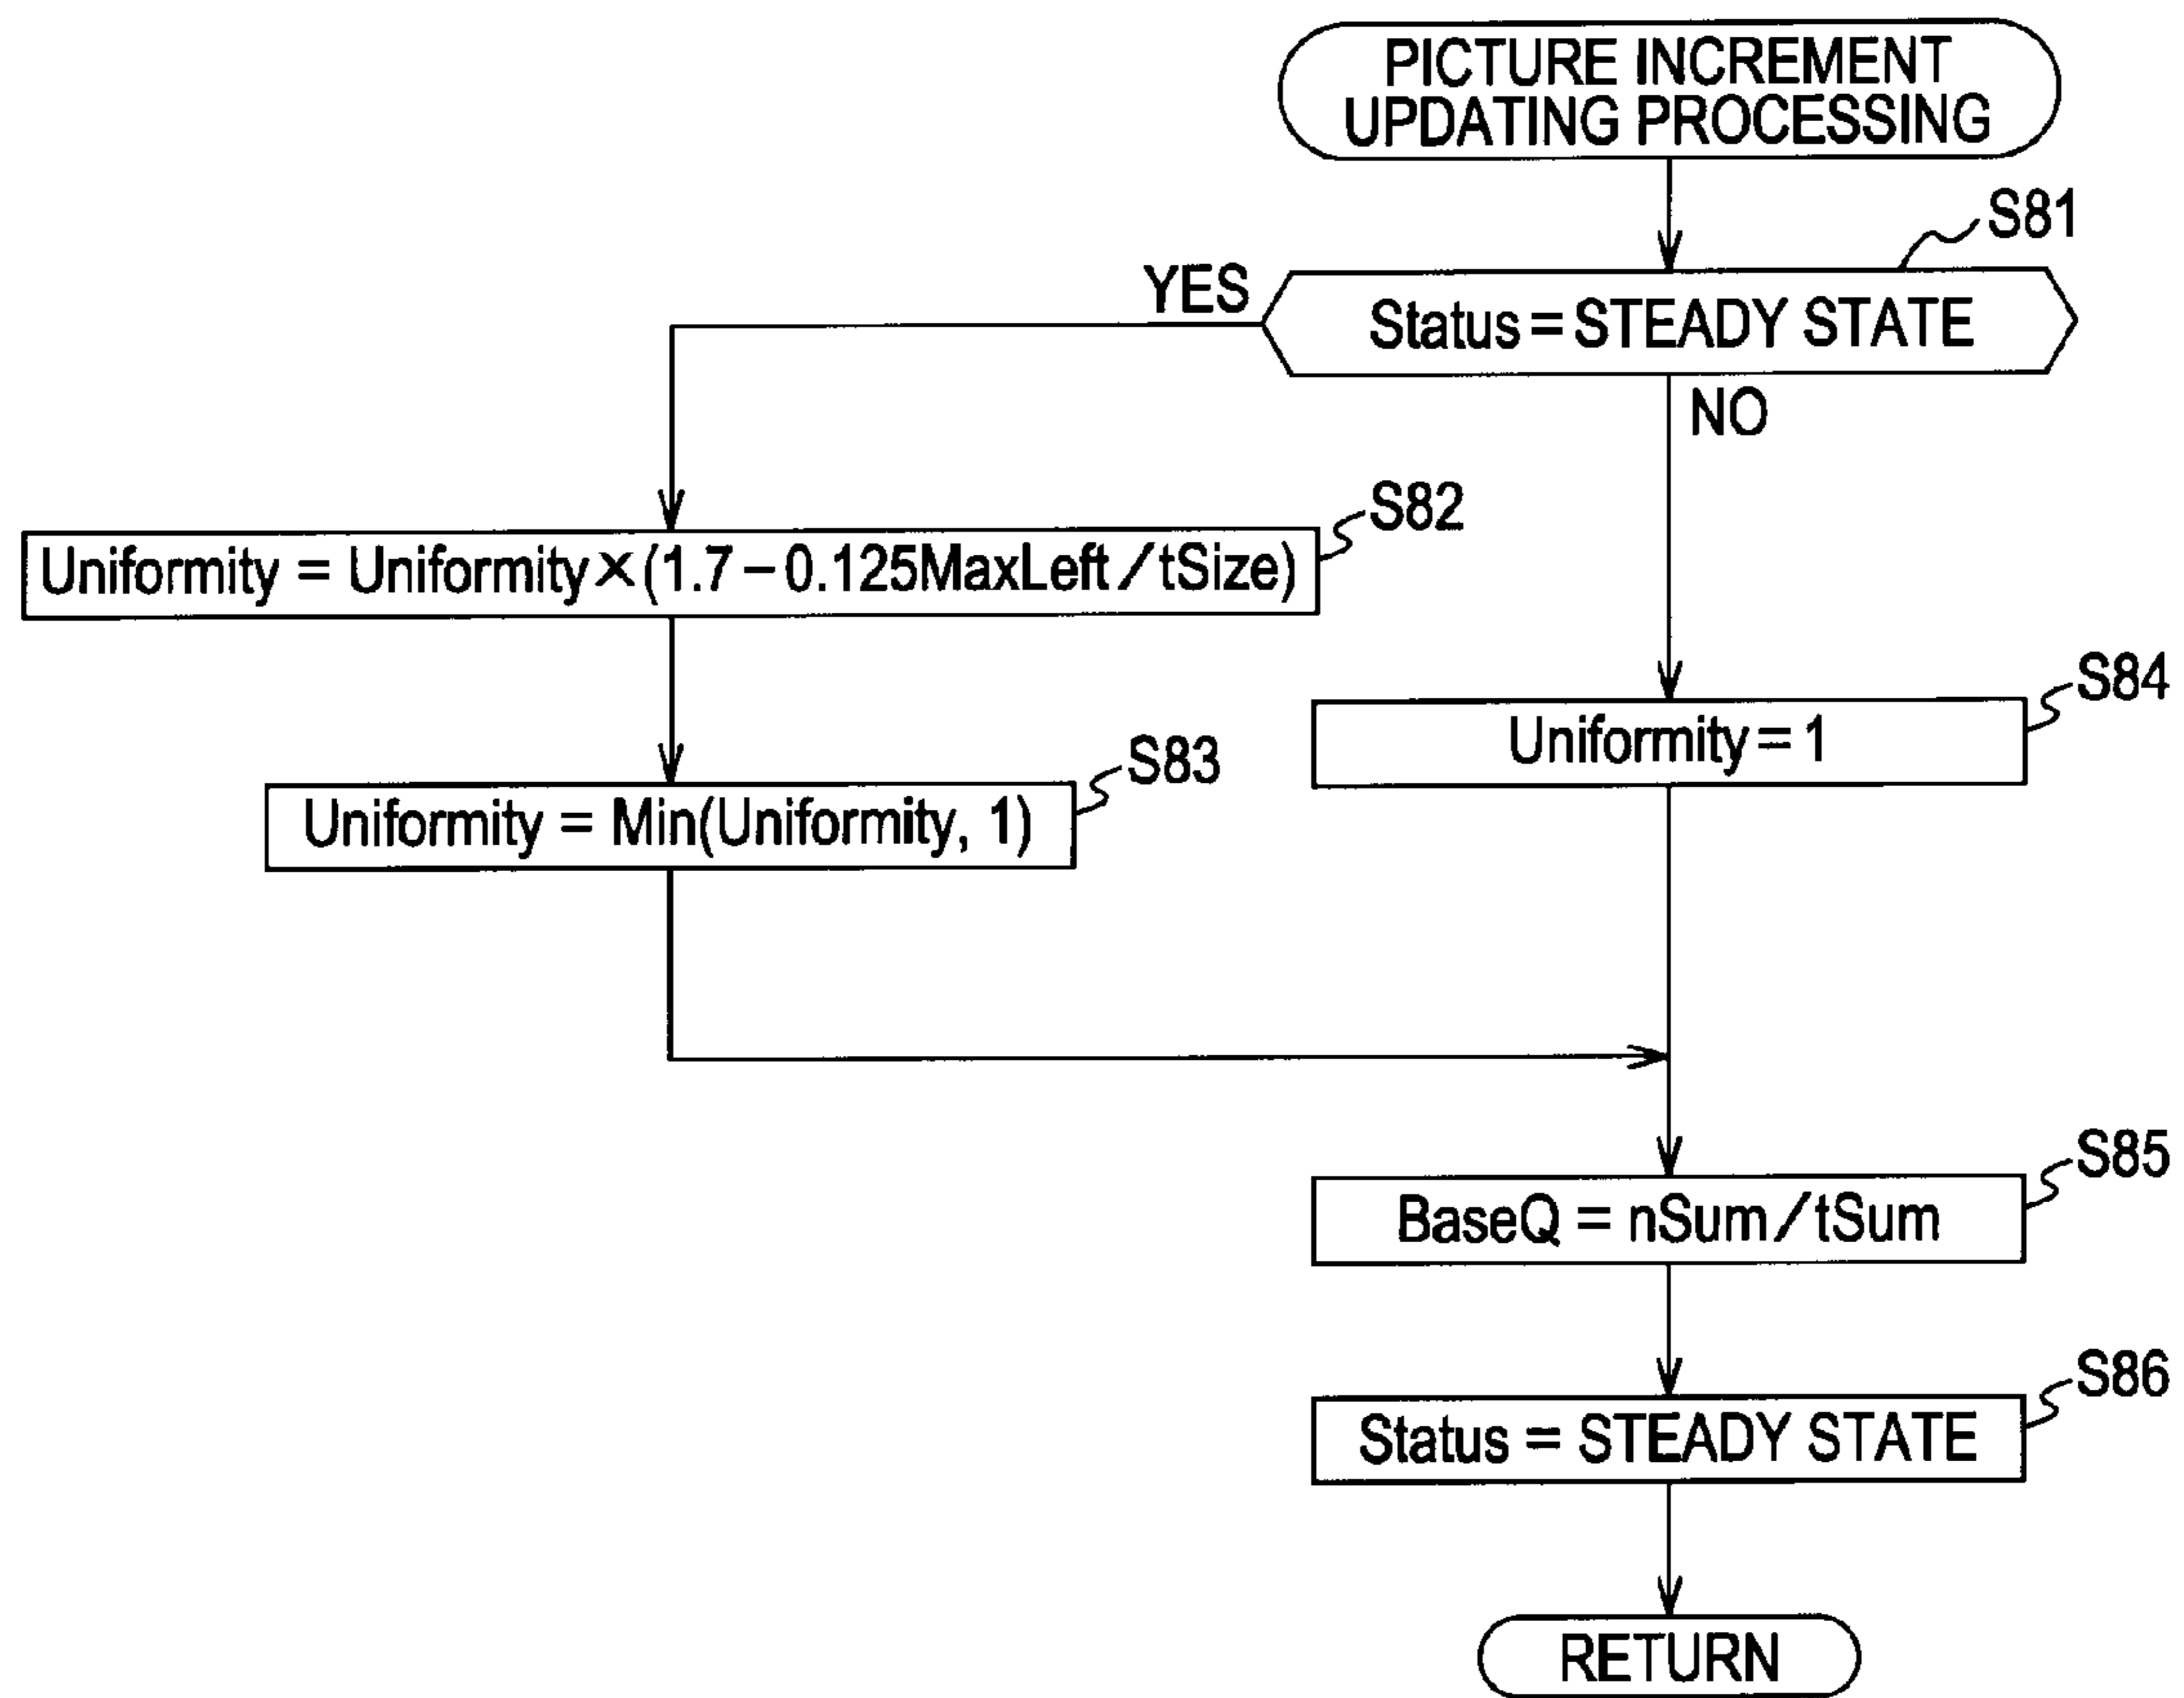 PICTURE INCREMENT
UPDATING PROCESSING
S81
YES
Status = STEADY STATE
NO
S82
Uniformity = Uniformity × (1.7 − 0.125MaxLeft / tSize)
S84
Uniformity = 1
S83
Uniformity = Min(Uniformity, 1)
S85
BaseQ = nSum / tSum
S86
Status = STEADY STATE
RETURN